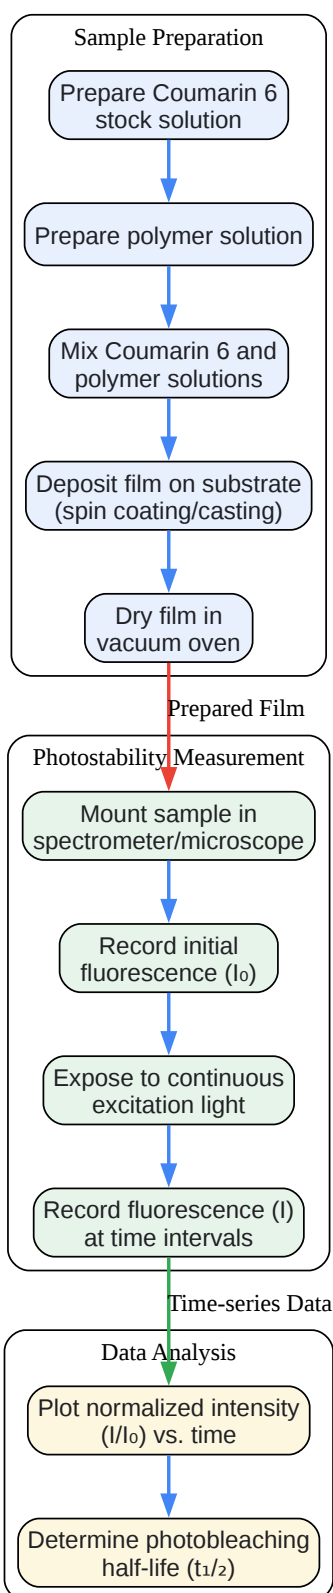 Sample Preparation
Prepare Coumarin 6
stock solution
Prepare polymer solution
Mix Coumarin 6 and
polymer solutions
Deposit film on substrate
(spin coating/casting)
Dry film in
vacuum oven
Prepared Film
Photostability Measurement
Mount sample in
spectrometer/microscope
Record initial
fluorescence (I₀)
Expose to continuous
excitation light
Record fluorescence (I)
at time intervals
Time-series Data
Data Analysis
Plot normalized intensity
(I/I₀) vs. time
Determine photobleaching
half-life (t₁/₂)